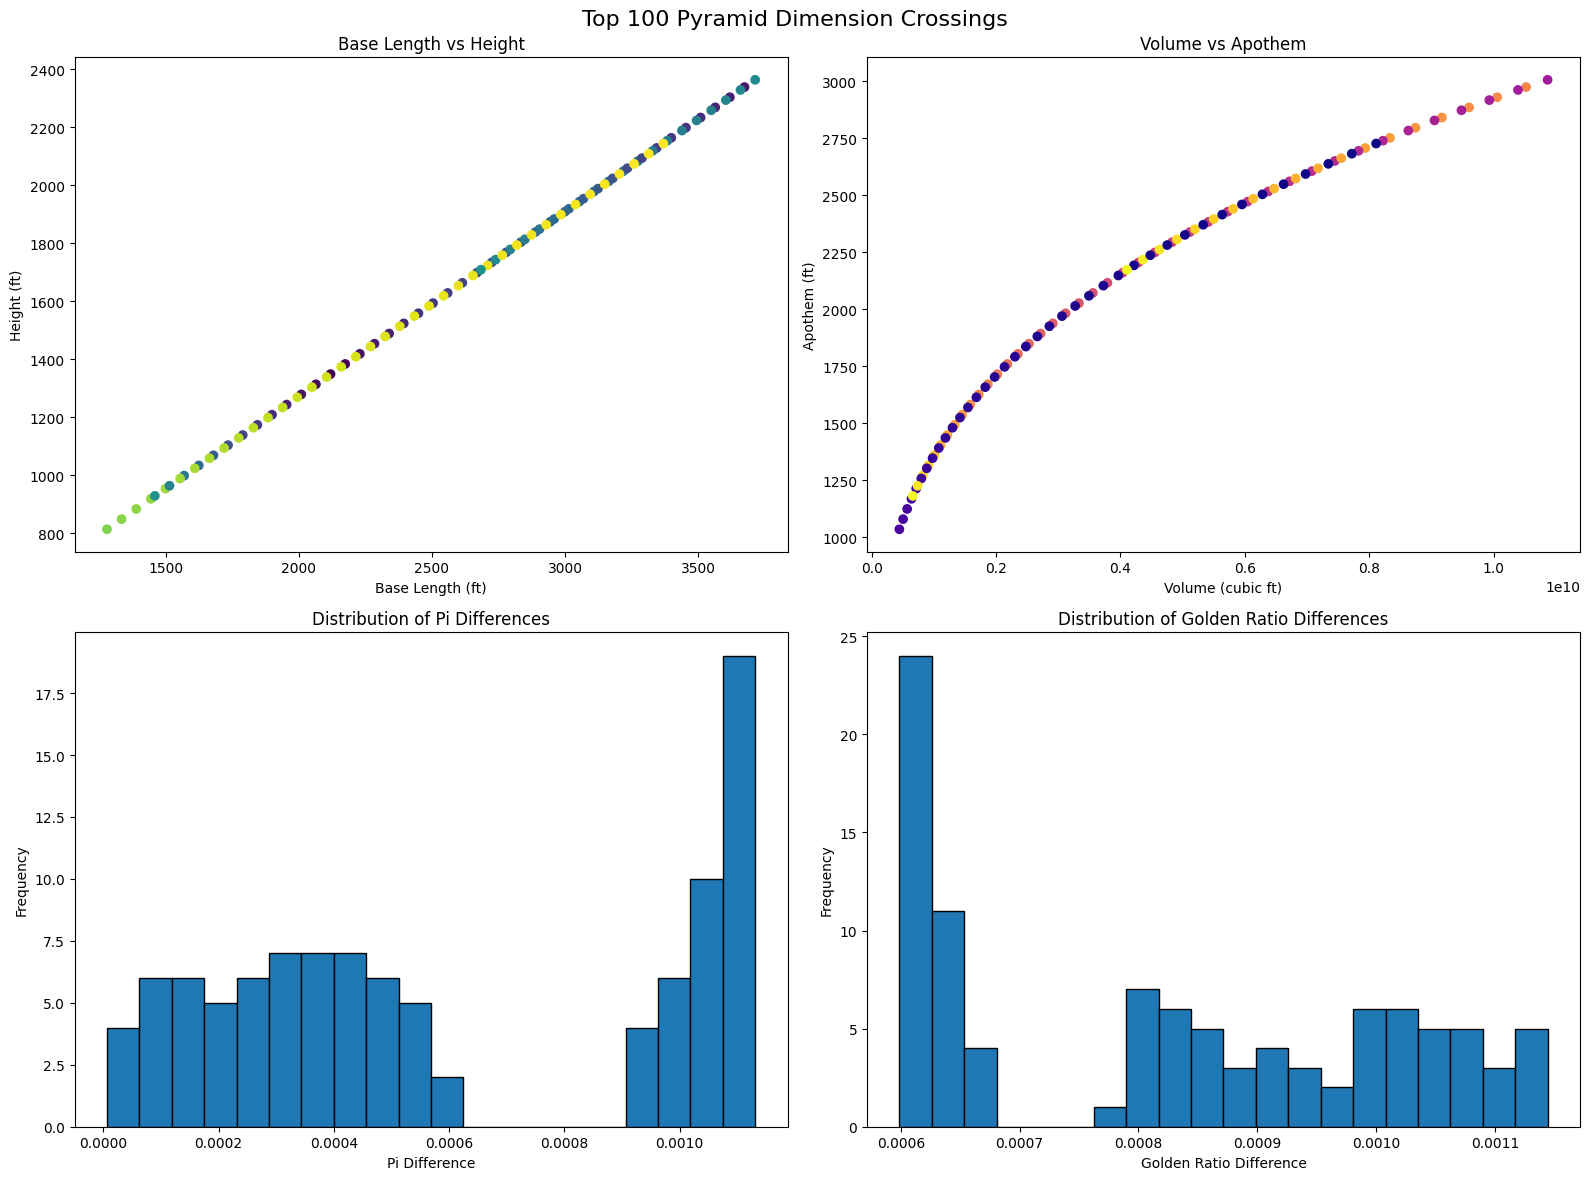 Top 100 Pyramid Dimension Crossings
Base Length vs Height
2400
2200
2000
1800
1600
1400
1200
1000
800
Height (ft)
1500 2000 2500 3000 3500
Base Length (ft)
Volume vs Apothem
3000
2750
2500
2250
2000
1750
1500
1250
1000
Apothem (ft)
0.0 0.2 0.4 0.6 0.8 1.0
1e10
Volume (cubic ft)
Distribution of Pi Differences
17.5
15.0
12.5
10.0
7.5
5.0
2.5
0.0
Frequency
0.0000 0.0002 0.0004 0.0006 0.0008 0.0010
Pi Difference
Distribution of Golden Ratio Differences
25
20
15
10
5
0
Frequency
0.0006 0.0007 0.0008 0.0009 0.0010 0.0011
Golden Ratio Difference